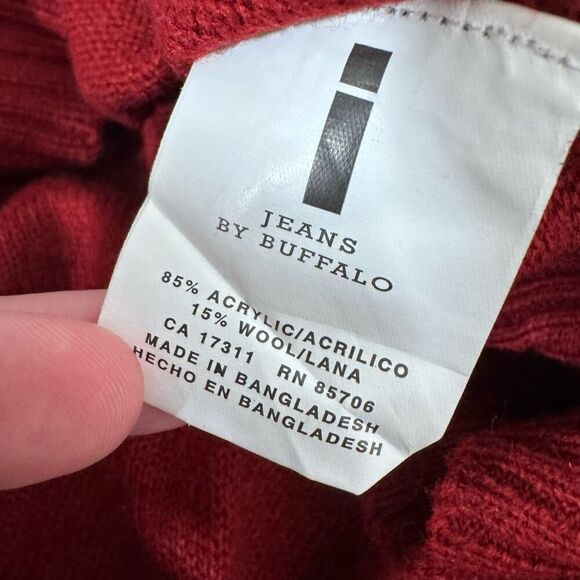 i
JEANS
BY BUFFALO
85% ACRYLIC/ACRILICO
15% WOOL/LANA
CA 17311 RN 85706
MADE IN BANGLADESH
HECHO EN BANGLADESH